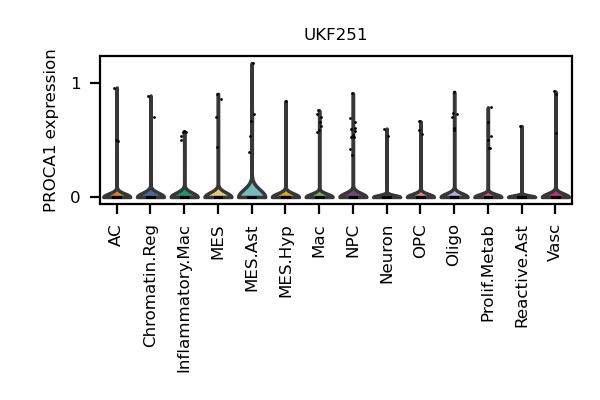 UKF251
PROCA1 expression
1
0
AC
Chromatin.Reg
Inflammatory.Mac
MES
MES.Ast
MES.Hyp
Mac
NPC
Neuron
OPC
Oligo
Prolif.Metab
Reactive.Ast
Vasc